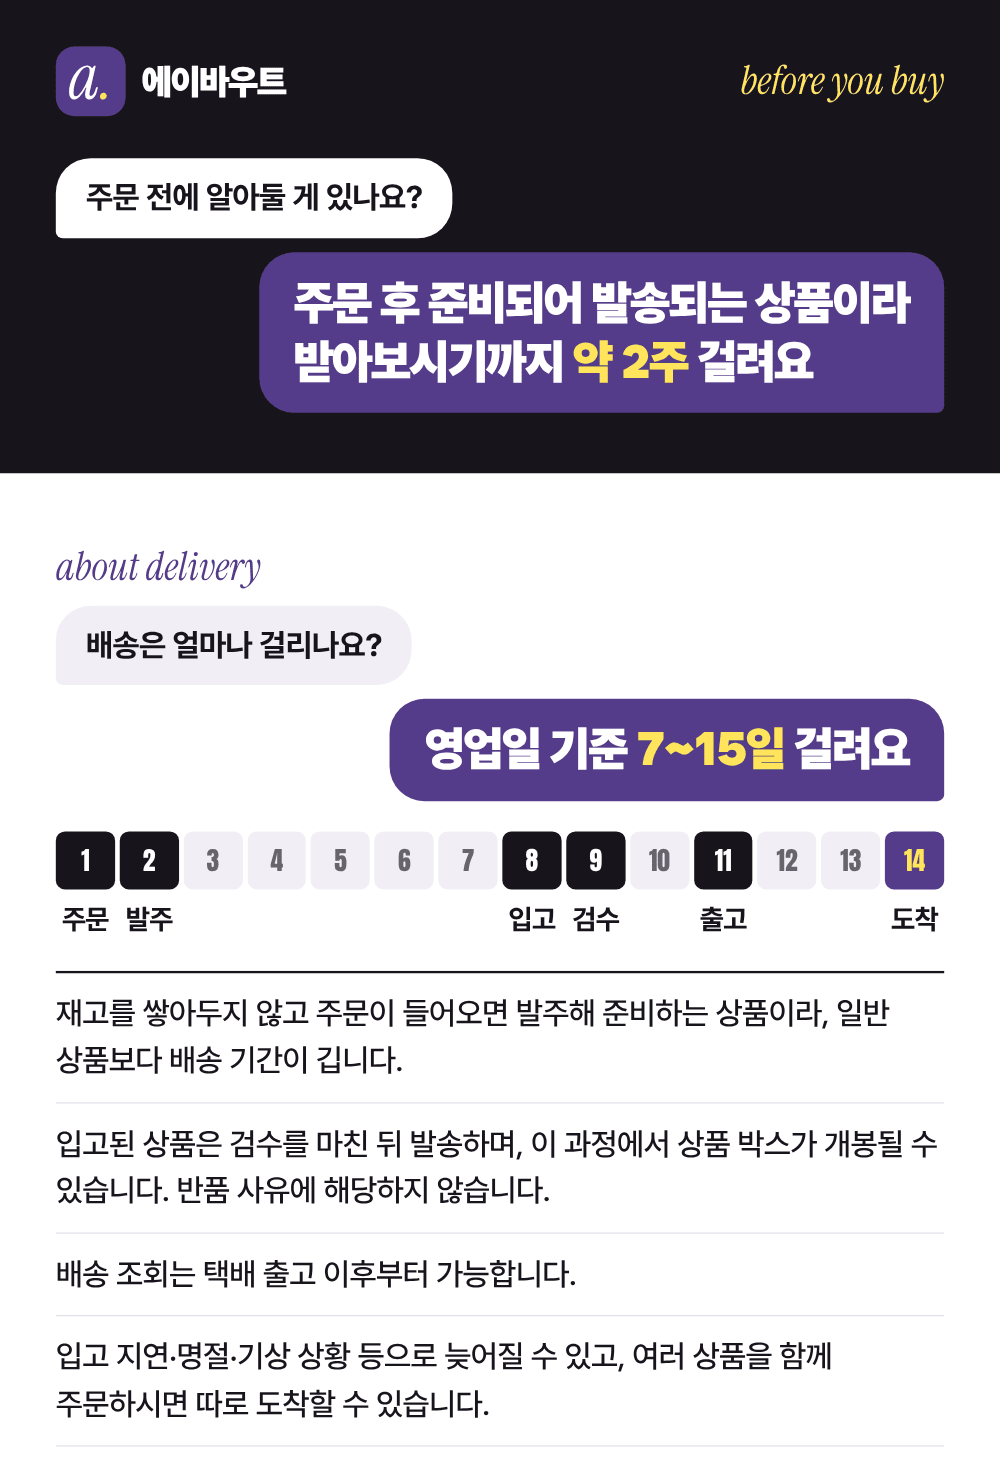 a. 에이바우트
before you buy
주문 전에 알아둘 게 있나요?
주문 후 준비되어 발송되는 상품이라
받아보시기까지 약 2주 걸려요
about delivery
배송은 얼마나 걸리나요?
영업일 기준 7~15일 걸려요
1 2 3 4 5 6 7 8 9 10 11 12 13 14
주문 발주 입고 검수 출고 도착
재고를 쌓아두지 않고 주문이 들어오면 발주해 준비하는 상품이라, 일반
상품보다 배송 기간이 깁니다.
입고된 상품은 검수를 마친 뒤 발송하며, 이 과정에서 상품 박스가 개봉될 수
있습니다. 반품 사유에 해당하지 않습니다.
배송 조회는 택배 출고 이후부터 가능합니다.
입고 지연·명절·기상 상황 등으로 늦어질 수 있고, 여러 상품을 함께
주문하시면 따로 도착할 수 있습니다.